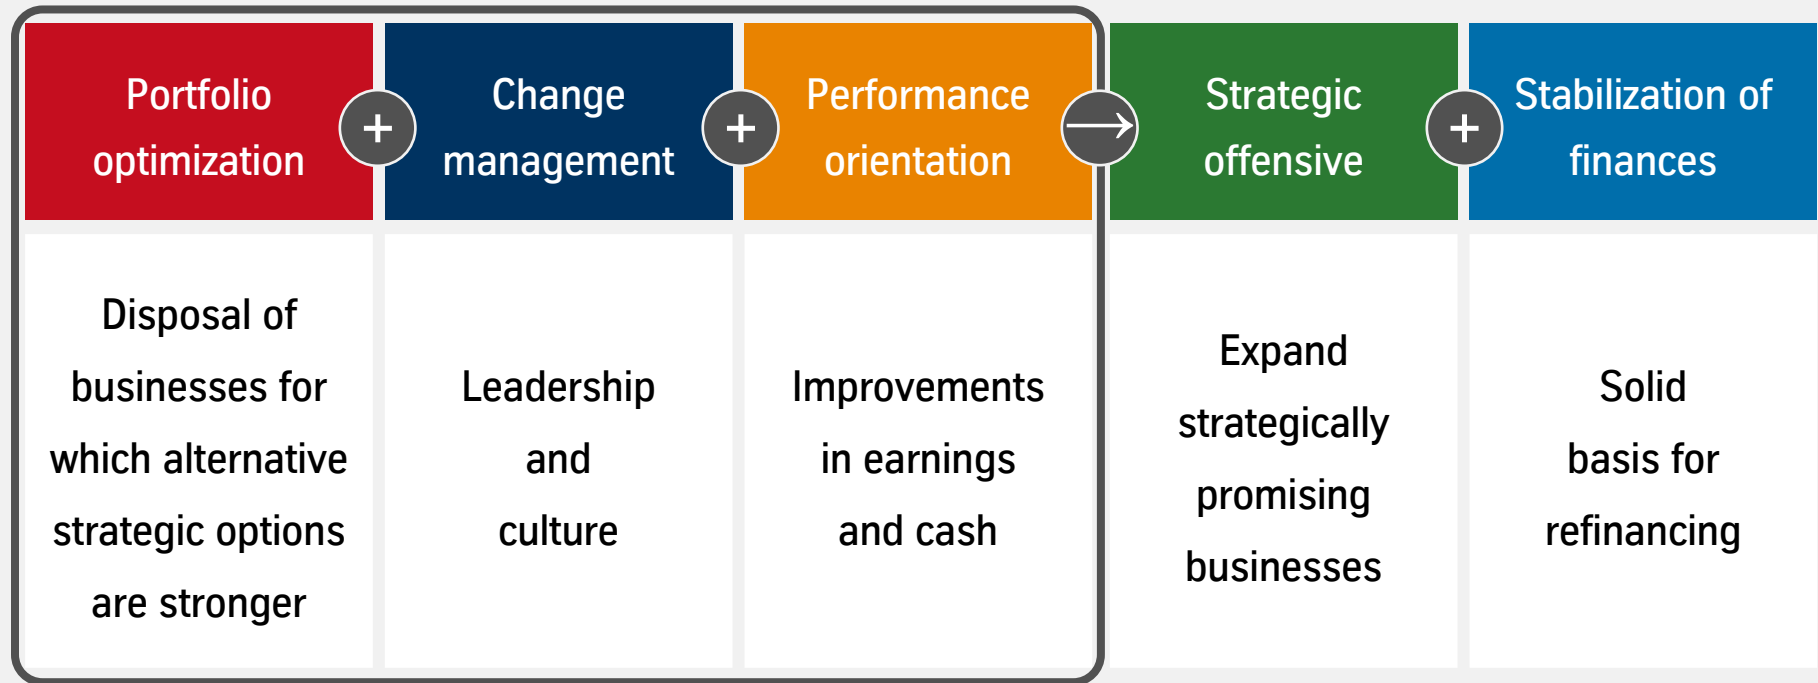 Portfolio
optimization
+
Change
management
+
Performance
orientation
→
Strategic
offensive
+
Stabilization of
finances
Disposal of
businesses for
which alternative
strategic options
are stronger
Leadership
and
culture
Improvements
in earnings
and cash
Expand
strategically
promising
businesses
Solid
basis for
refinancing